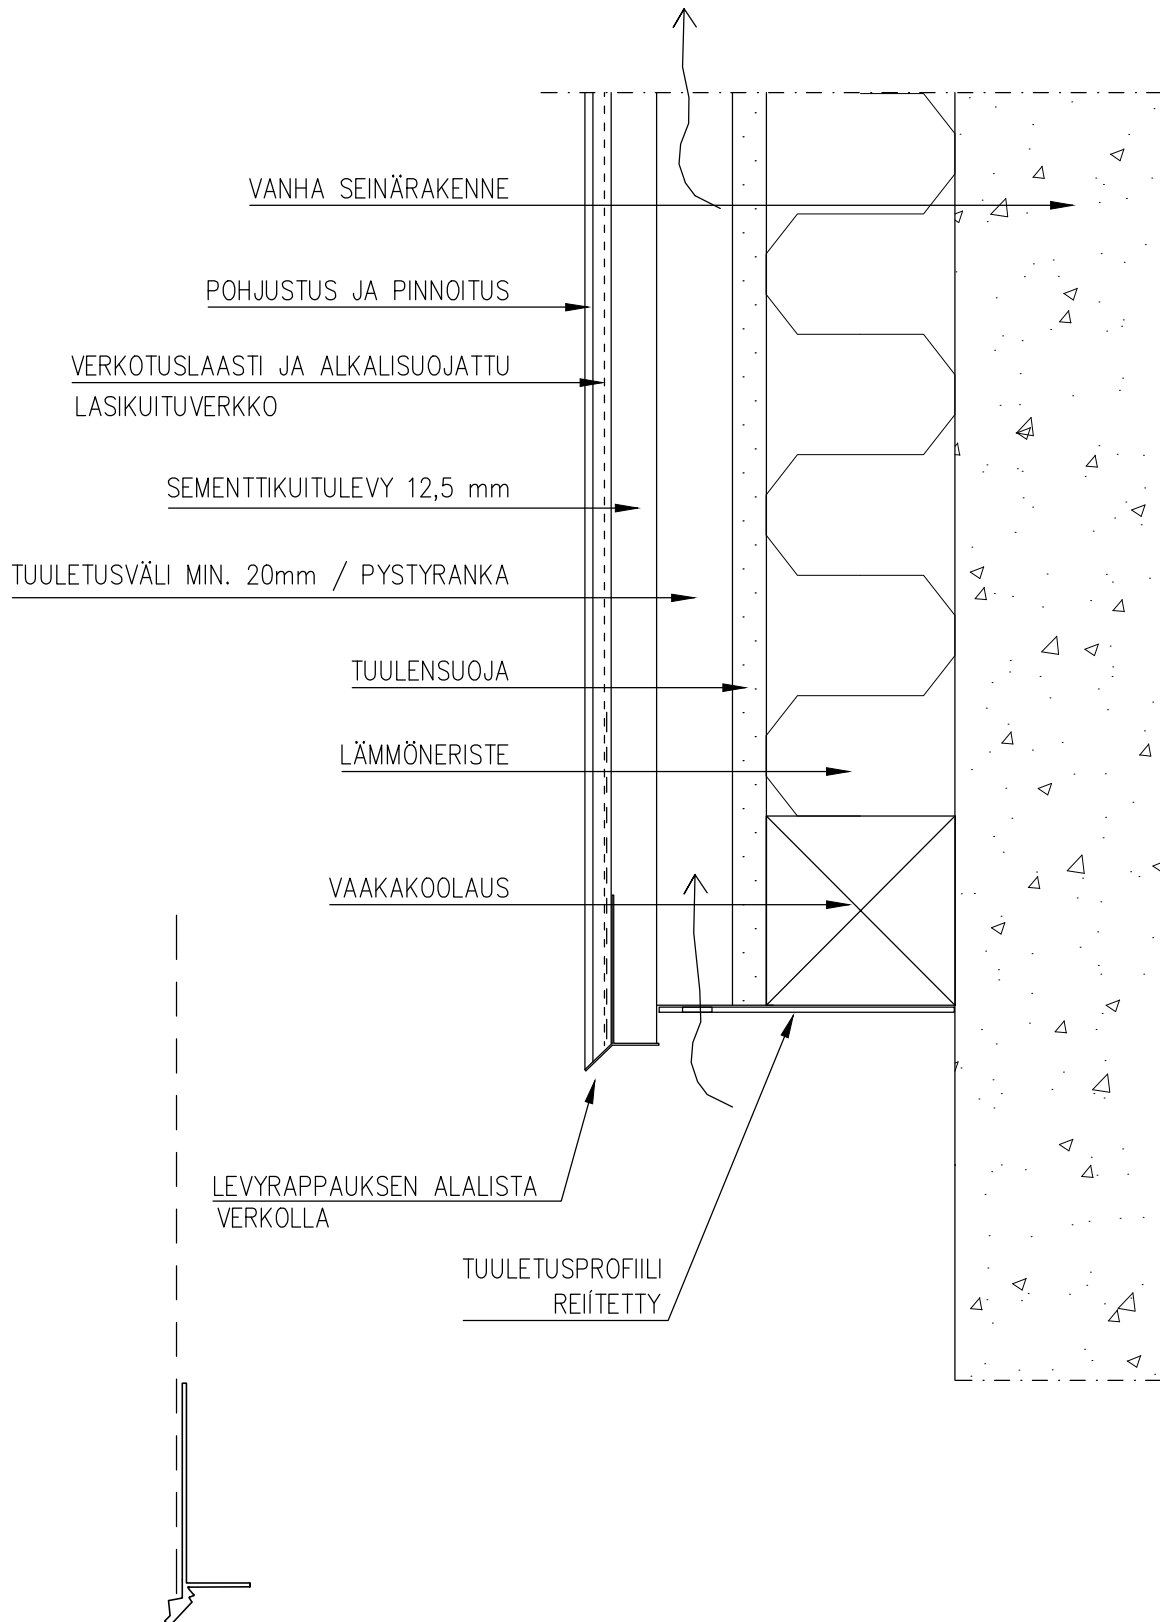 VANHA SEINÄRAKENNE
POHJUSTUS JA PINNOITUS
VERKOTUSLAASTI JA ALKALISUOJATTU
LASIKUITUVERKKO
SEMENTTIKUITULEVY 12,5 mm
TUULETUSVÄLI MIN. 20mm / PYSTYRANKA
TUULENSUOJA
LÄMMÖNERISTE
VAAKAKOOLAUS
LEVYRAPPAUKSEN ALALISTA
VERKOLLA
TUULETUSPROFIILI
REIÍTETTY